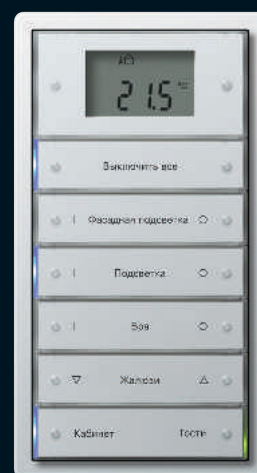 21.5 °C
Выключить все
I Фасадная подсветка O
I Подсветка O
I Бра O
▽ Жалюзи △
Кабинет Гости